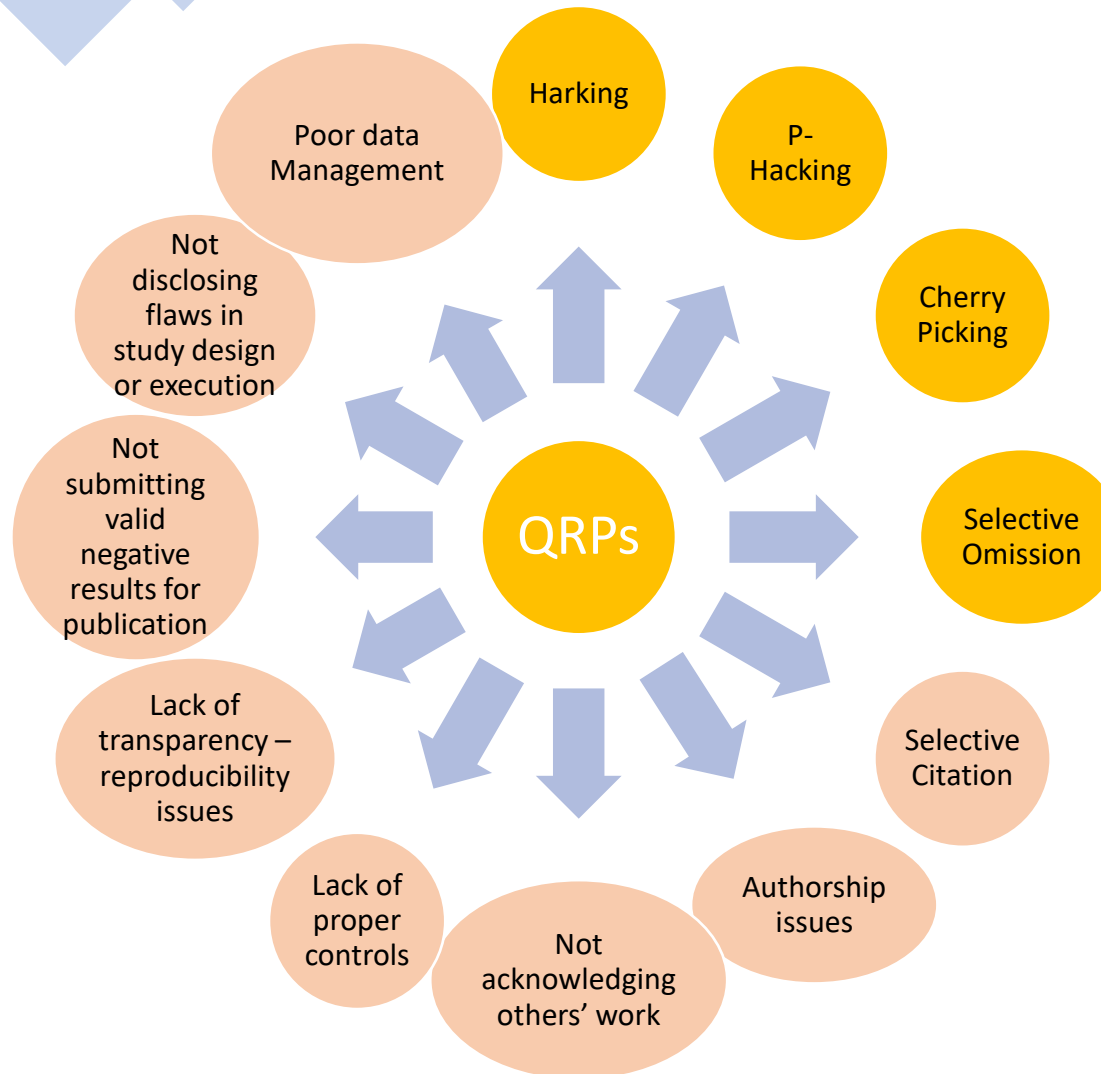 Harking
P-
Hacking
Cherry
Picking
Selective
Omission
Selective
Citation
Authorship
issues
Not
acknowledging
others’ work
Lack of
proper
controls
Lack of
transparency –
reproducibility
issues
Not
submitting
valid
negative
results for
publication
Not
disclosing
flaws in
study design
or execution
Poor data
Management
QRPs